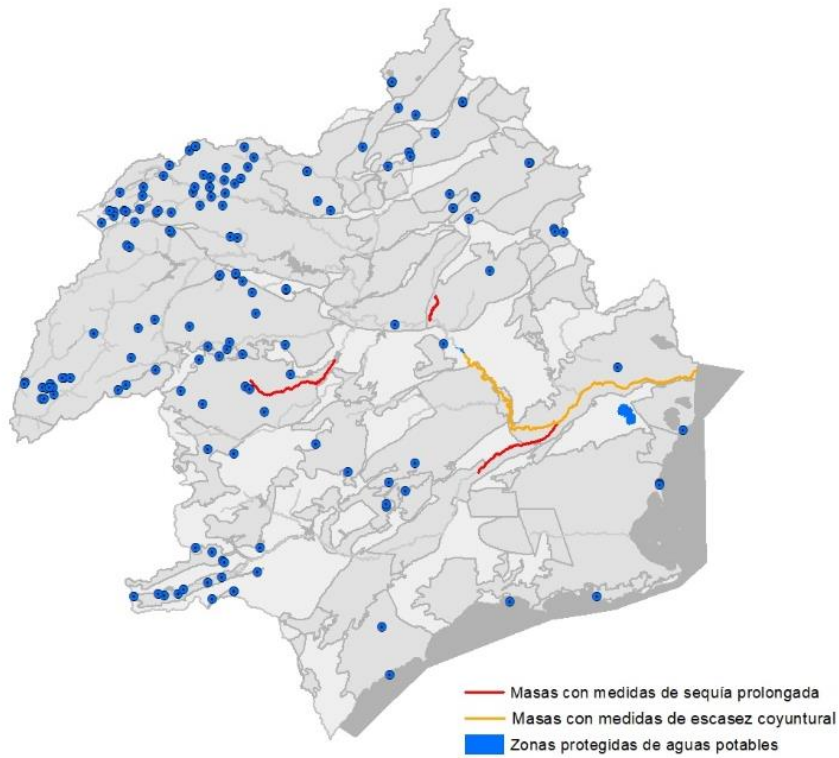 Masas con medidas de sequía prolongada
Masas con medidas de escasez coyuntural
Zonas protegidas de aguas potables